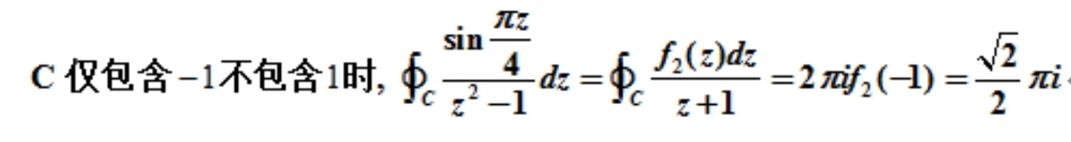 C 仅包含−1不包含1时, ∮_C (sin(πz/4))/(z²−1) dz = ∮_C (f₂(z)dz)/(z+1) = 2πif₂(−1) = (√2/2) πi